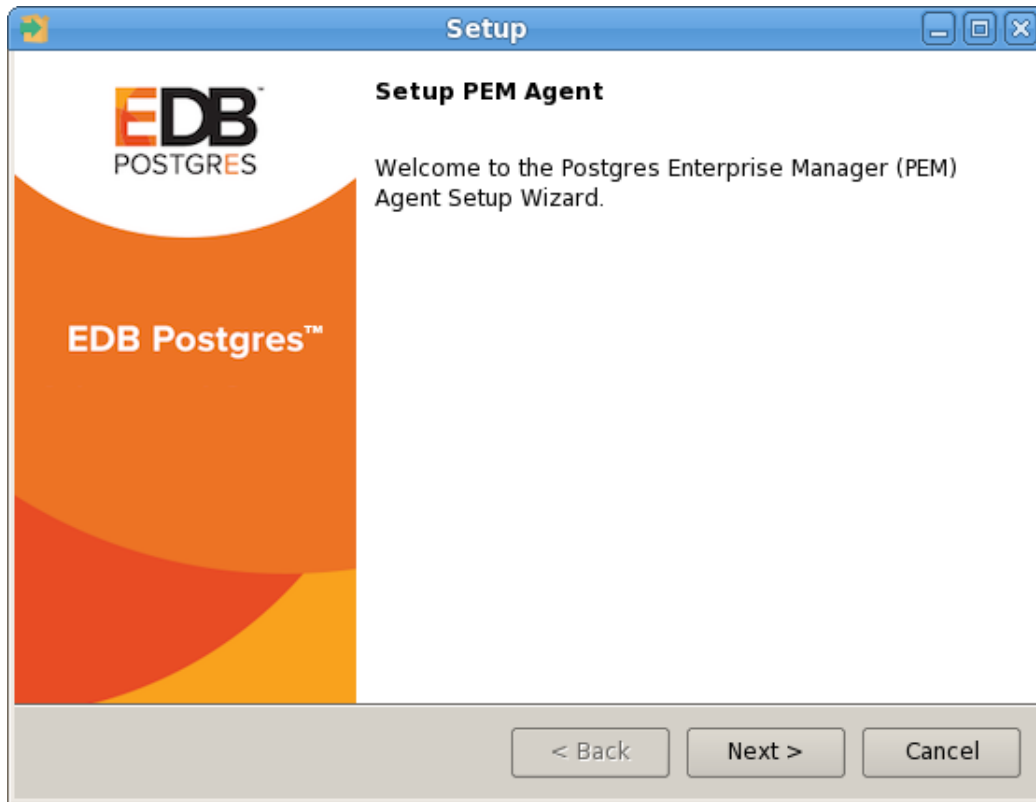 Setup
EDB™
POSTGRES
EDB Postgres™
Setup PEM Agent
Welcome to the Postgres Enterprise Manager (PEM)
Agent Setup Wizard.
< Back
Next >
Cancel